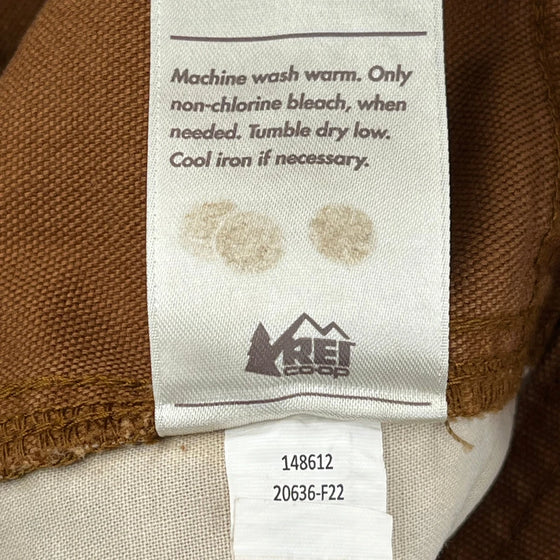 Machine wash warm. Only
non-chlorine bleach, when
needed. Tumble dry low.
Cool iron if necessary.
REI
CO·OP
148612
20636-F22